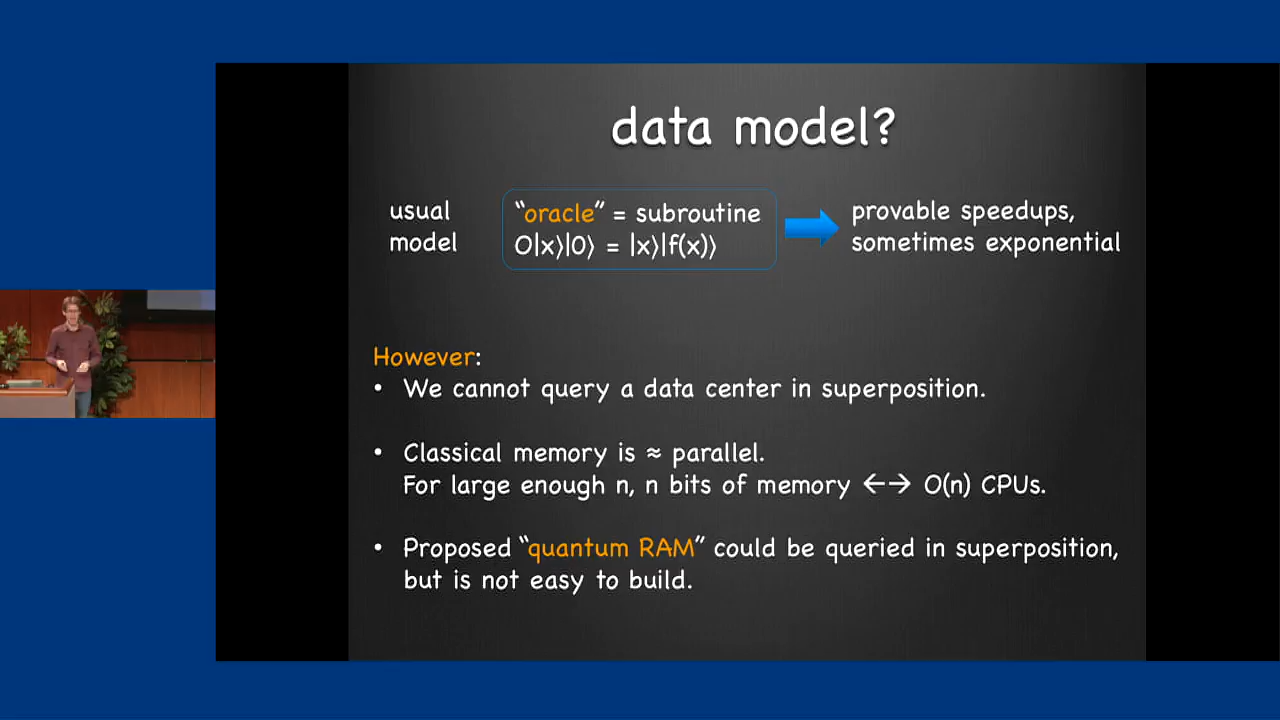 data model?
usual
model
“oracle” = subroutine
O|x⟩|0⟩ = |x⟩|f(x)⟩
provable speedups,
sometimes exponential
However:
• We cannot query a data center in superposition.
• Classical memory is ≈ parallel.
For large enough n, n bits of memory ←→ O(n) CPUs.
• Proposed “quantum RAM” could be queried in superposition,
but is not easy to build.